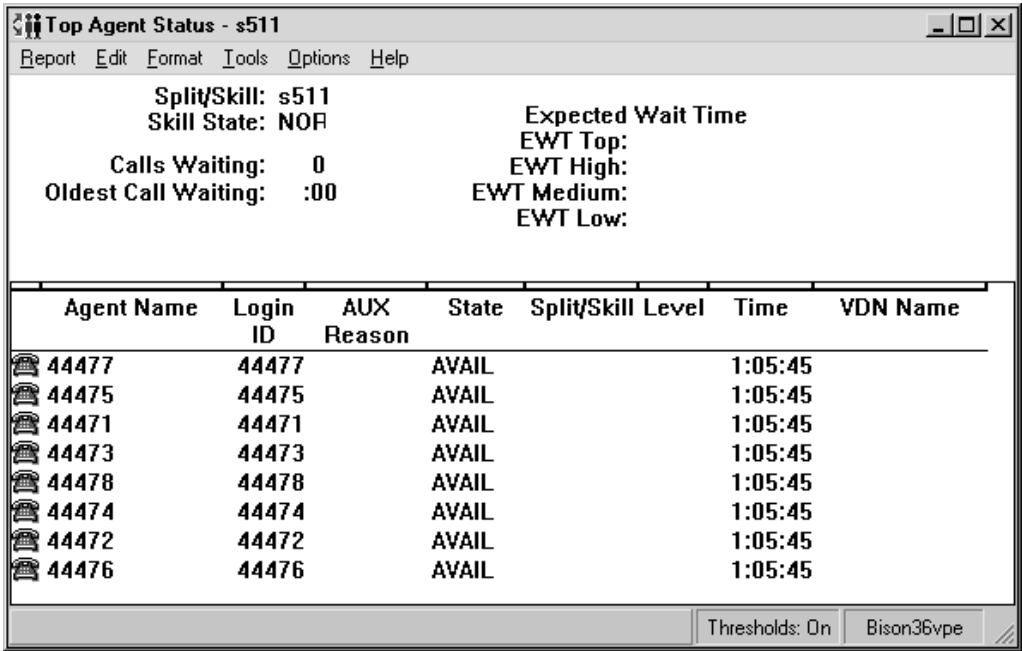 Top Agent Status - s511
Report Edit Format Tools Options Help
Split/Skill: s511
Skill State: NOR
Calls Waiting: 0
Oldest Call Waiting: :00
Expected Wait Time
EWT Top:
EWT High:
EWT Medium:
EWT Low:
Agent Name Login ID AUX Reason State Split/Skill Level Time VDN Name
44477 44477 AVAIL 1:05:45
44475 44475 AVAIL 1:05:45
44471 44471 AVAIL 1:05:45
44473 44473 AVAIL 1:05:45
44478 44478 AVAIL 1:05:45
44474 44474 AVAIL 1:05:45
44472 44472 AVAIL 1:05:45
44476 44476 AVAIL 1:05:45
Thresholds: On Bison36vpe